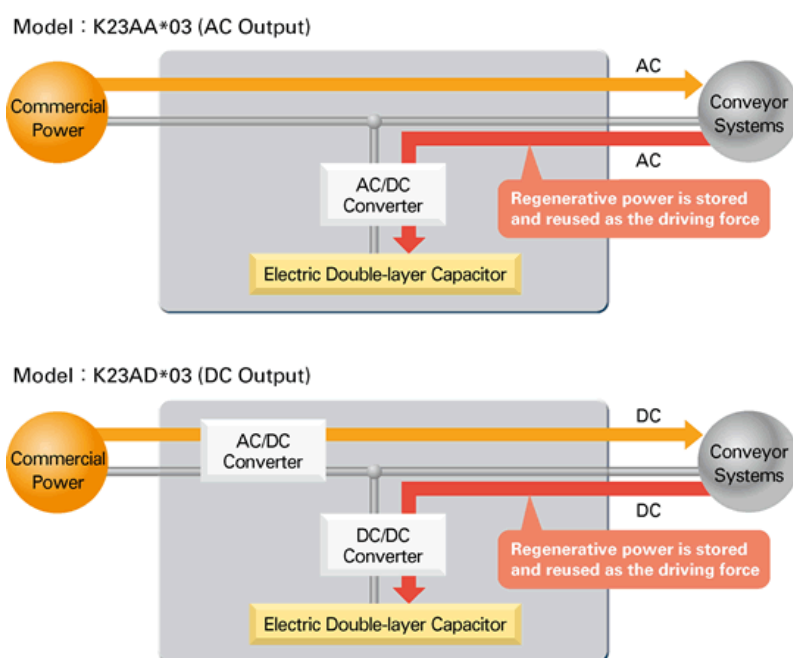 Model : K23AA*03 (AC Output)
AC
Commercial
Power
Conveyor
Systems
AC
AC/DC
Converter
Regenerative power is stored
and reused as the driving force
Electric Double-layer Capacitor
Model : K23AD*03 (DC Output)
DC
Commercial
Power
AC/DC
Converter
Conveyor
Systems
DC
DC/DC
Converter
Regenerative power is stored
and reused as the driving force
Electric Double-layer Capacitor